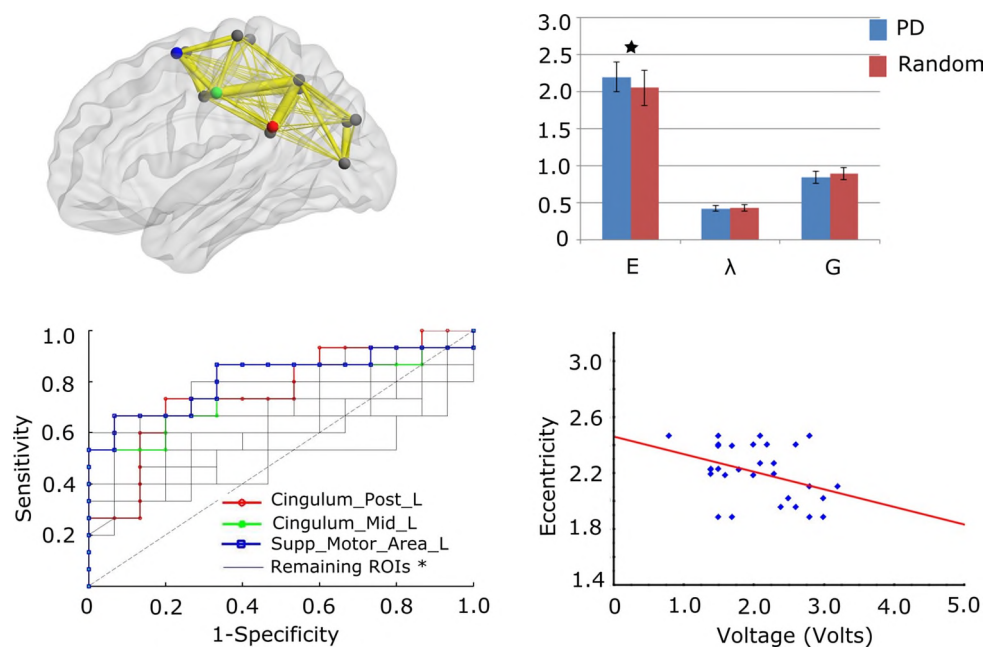 3.0
2.5
2.0
1.5
1.0
0.5
0
PD
Random
E λ G
1.0
0.8
0.6
0.4
0.2
Sensitivity
Cingulum_Post_L
Cingulum_Mid_L
Supp_Motor_Area_L
Remaining ROIs *
0 0.2 0.4 0.6 0.8 1.0
1-Specificity
3.0
2.6
2.2
1.8
1.4
Eccentricity
0 1.0 2.0 3.0 4.0 5.0
Voltage (Volts)